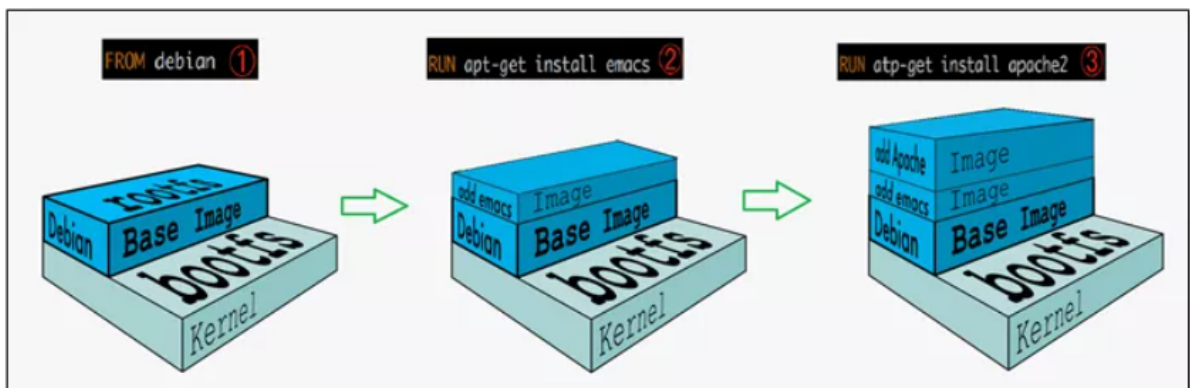 FROM debian ①
RUN apt-get install emacs ②
RUN atp-get install apache2 ③
rootfs
Debian
Base Image
bootfs
Kernel
add emacs
Image
Debian
Base Image
bootfs
Kernel
add Apache
Image
add emacs
Image
Debian
Base Image
bootfs
Kernel